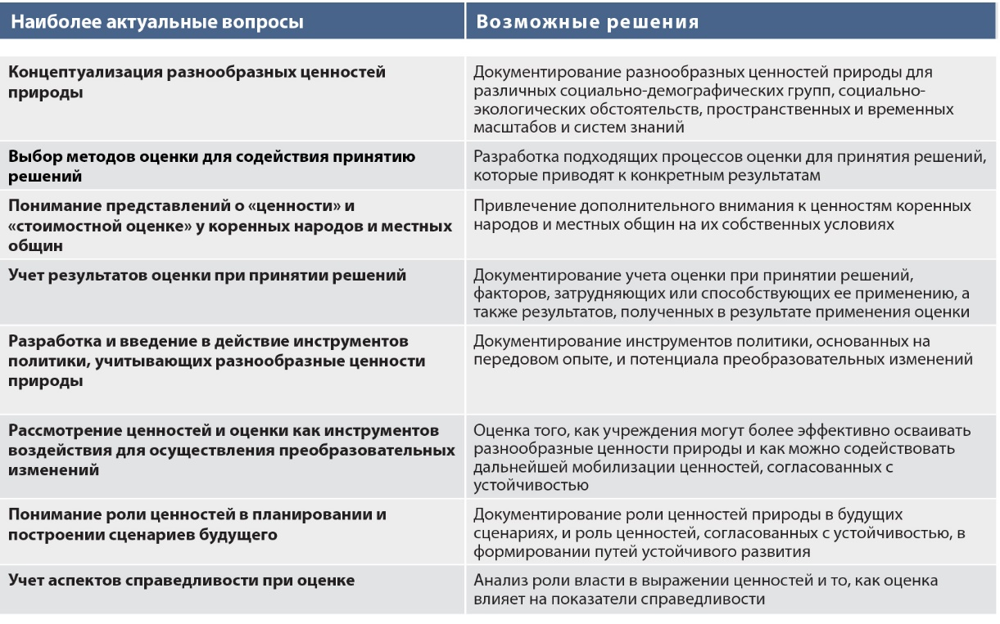 Наиболее актуальные вопросы
Возможные решения
Концептуализация разнообразных ценностей
природы
Документирование разнообразных ценностей природы для
различных социально-демографических групп, социально-
экологических обстоятельств, пространственных и временных
масштабов и систем знаний
Выбор методов оценки для содействия принятию
решений
Разработка подходящих процессов оценки для принятия решений,
которые приводят к конкретным результатам
Понимание представлений о «ценности» и
«стоимостной оценке» у коренных народов и местных
общин
Привлечение дополнительного внимания к ценностям коренных
народов и местных общин на их собственных условиях
Учет результатов оценки при принятии решений
Документирование учета оценки при принятии решений,
факторов, затрудняющих или способствующих ее применению, а
также результатов, полученных в результате применения оценки
Разработка и введение в действие инструментов
политики, учитывающих разнообразные ценности
природы
Документирование инструментов политики, основанных на
передовом опыте, и потенциала преобразовательных изменений
Рассмотрение ценностей и оценки как инструментов
воздействия для осуществления преобразовательных
изменений
Оценка того, как учреждения могут более эффективно осваивать
разнообразные ценности природы и как можно содействовать
дальнейшей мобилизации ценностей, согласованных с
устойчивостью
Понимание роли ценностей в планировании и
построении сценариев будущего
Документирование роли ценностей природы в будущих
сценариях, и роль ценностей, согласованных с устойчивостью, в
формировании путей устойчивого развития
Учет аспектов справедливости при оценке
Анализ роли власти в выражении ценностей и то, как оценка
влияет на показатели справедливости